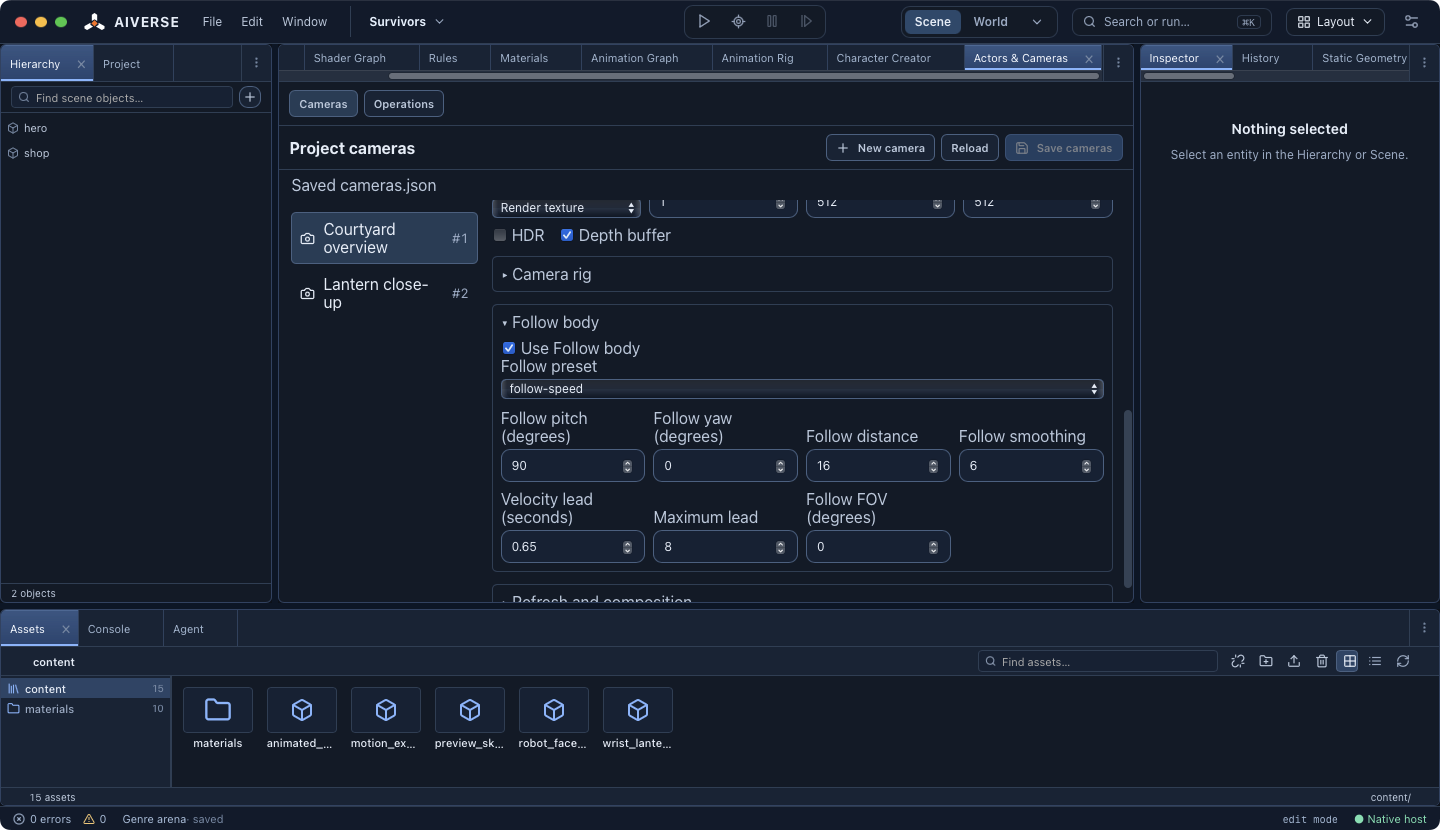 AIVERSE File Edit Window Survivors Scene World Search or run... ⌘K Layout
Hierarchy Project
Shader Graph Rules Materials Animation Graph Animation Rig Character Creator Actors & Cameras
Inspector History Static Geometry
Find scene objects...
hero
shop
2 objects
Cameras Operations
Project cameras New camera Reload Save cameras
Saved cameras.json
Courtyard overview #1
Lantern close-up #2
Render texture 1 512 512
HDR Depth buffer
Camera rig
Follow body
Use Follow body
Follow preset
follow-speed
Follow pitch (degrees) Follow yaw (degrees) Follow distance Follow smoothing
90 0 16 6
Velocity lead (seconds) Maximum lead Follow FOV (degrees)
0.65 8 0
Refresh and composition
Nothing selected
Select an entity in the Hierarchy or Scene.
Assets Console Agent
content Find assets...
content 15
materials 10
materials animated_... motion_ex... preview_sk... robot_face... wrist_lante...
15 assets content/
0 errors 0 Genre arena · saved edit mode Native host